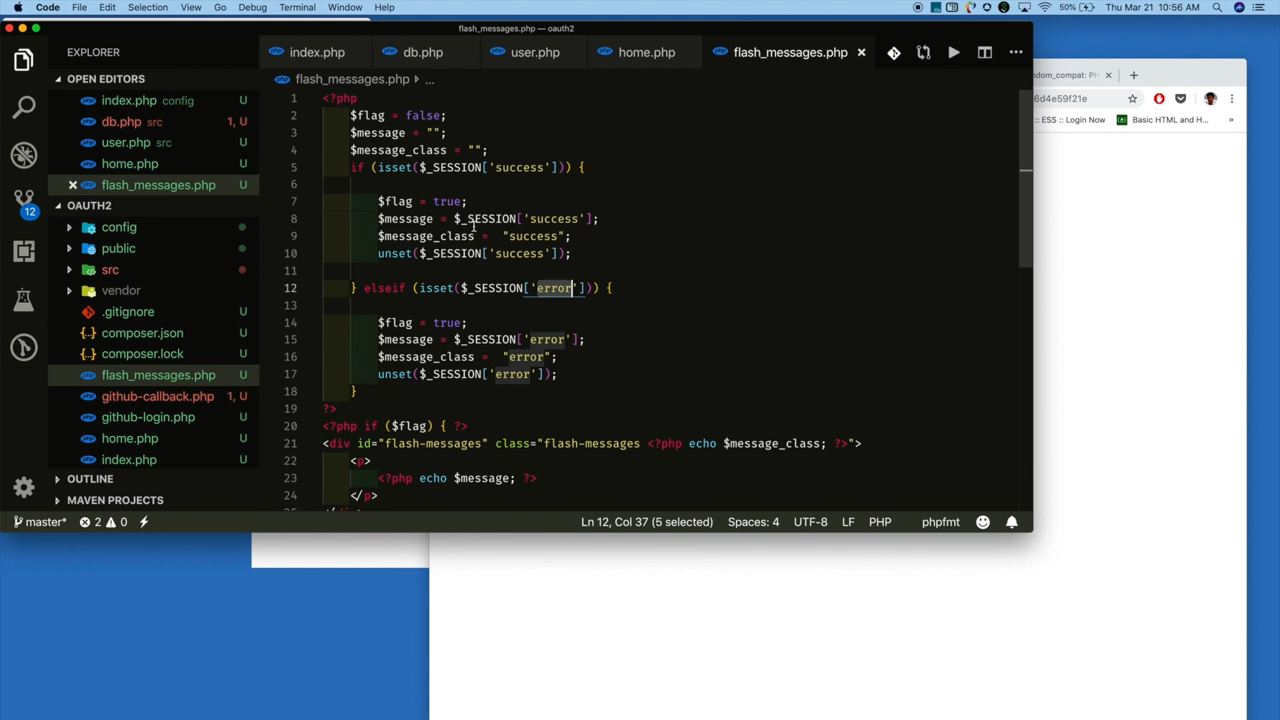 Code File Edit Selection View Go Debug Terminal Window Help 50% Thu Mar 21 10:56 AM
flash_messages.php — oauth2
EXPLORER
index.php db.php user.php home.php flash_messages.php
flash_messages.php ▸ ...
OPEN EDITORS
index.php config U
db.php src 1, U
user.php src U
home.php U
flash_messages.php U
OAUTH2
config
public
src
vendor
.gitignore U
composer.json U
composer.lock U
flash_messages.php U
github-callback.php 1, U
github-login.php U
home.php U
index.php U
OUTLINE
MAVEN PROJECTS
12
1 <?php
2 $flag = false;
3 $message = "";
4 $message_class = "";
5 if (isset($_SESSION['success'])) {
6
7 $flag = true;
8 $message = $_SESSION['success'];
9 $message_class =  "success";
10 unset($_SESSION['success']);
11
12 } elseif (isset($_SESSION['error'])) {
13
14 $flag = true;
15 $message = $_SESSION['error'];
16 $message_class =  "error";
17 unset($_SESSION['error']);
18 }
19 ?>
20 <?php if ($flag) { ?>
21 <div id="flash-messages" class="flash-messages <?php echo $message_class; ?>">
22 <p>
23 <?php echo $message; ?>
24 </p>
master* 2 0 Ln 12, Col 37 (5 selected) Spaces: 4 UTF-8 LF PHP phpfmt
ndom_compat: PH
6d4e59f21e
:: ESS :: Login Now Basic HTML and H... »